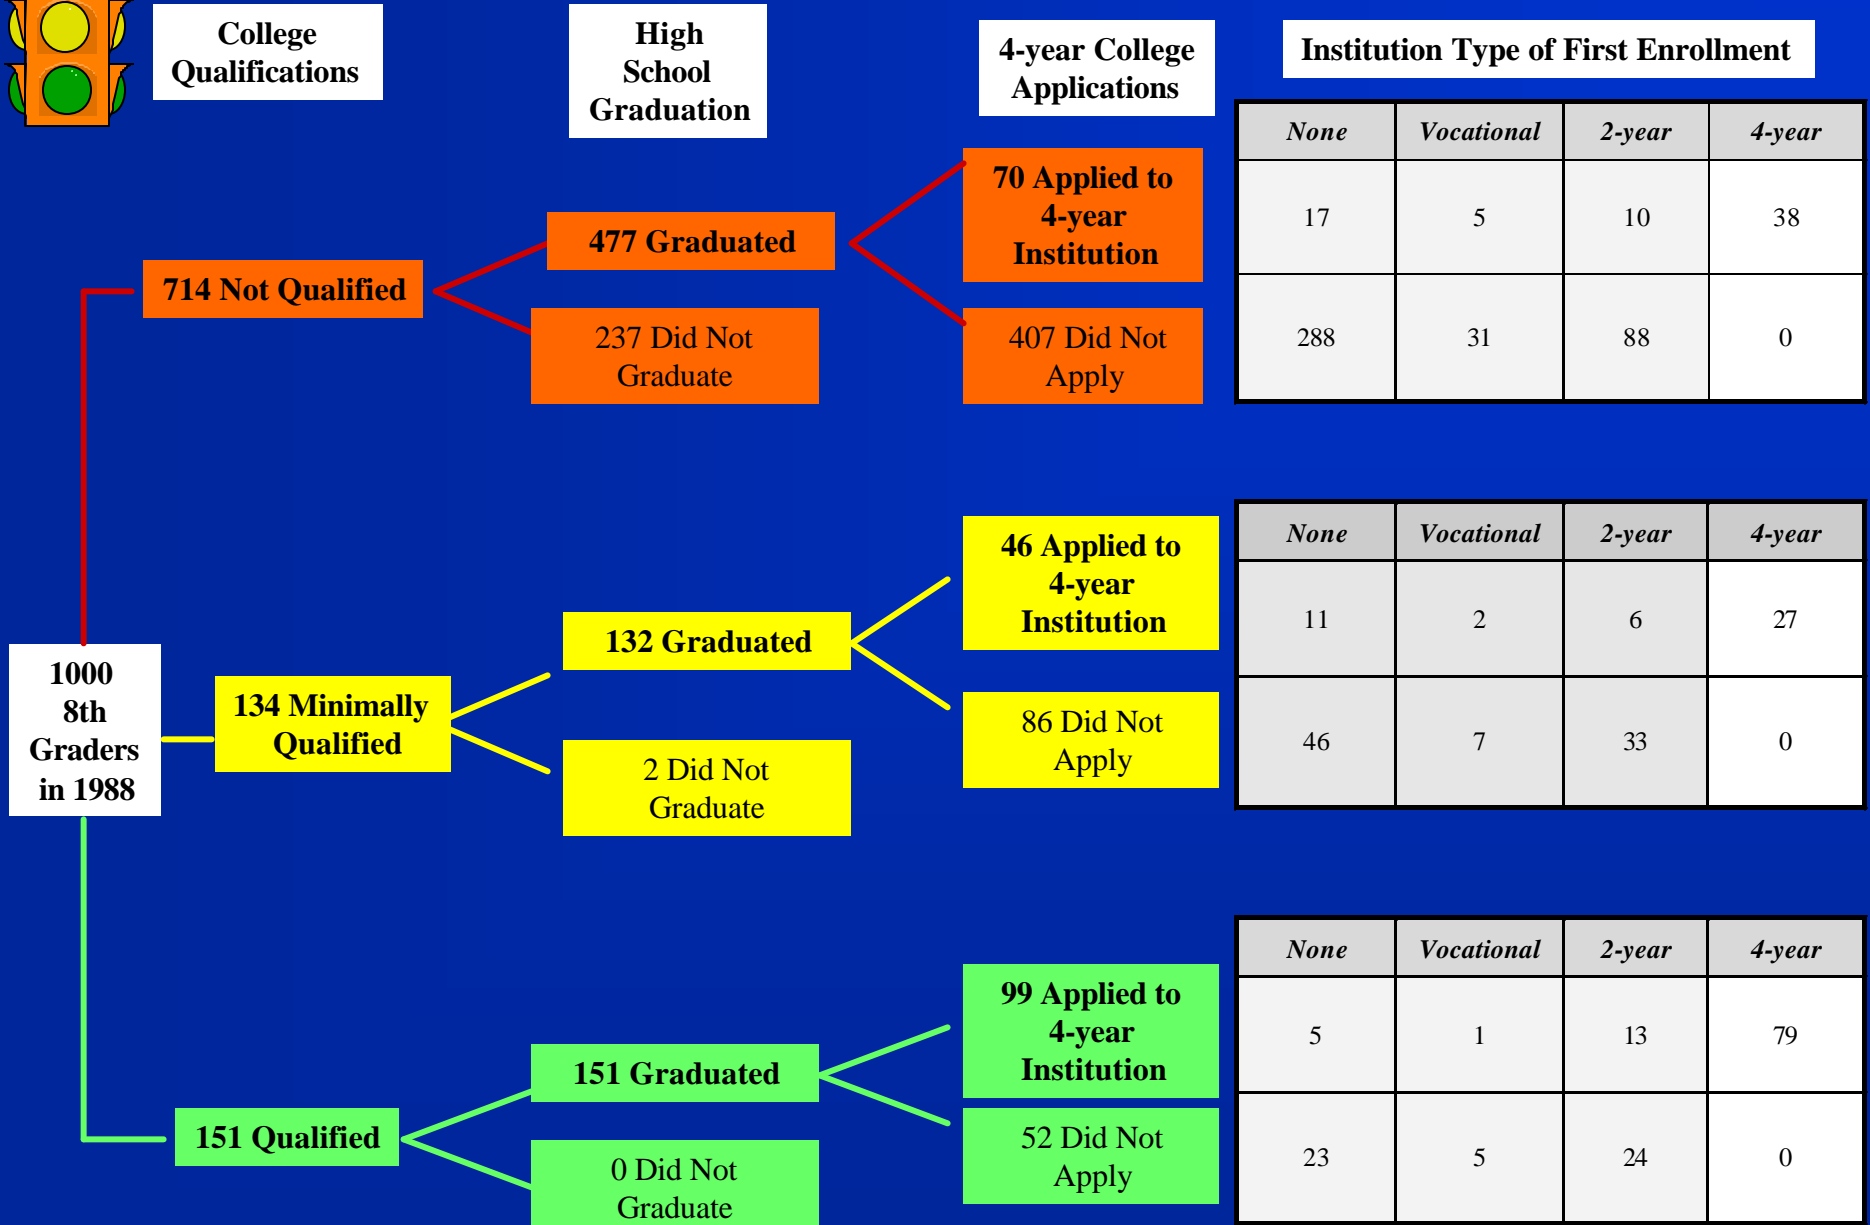 College
Qualifications
High
School
Graduation
4-year College
Applications
Institution Type of First Enrollment
None Vocational 2-year 4-year
70 Applied to
4-year
Institution
17 5 10 38
477 Graduated
714 Not Qualified
237 Did Not
Graduate
407 Did Not
Apply
288 31 88 0
None Vocational 2-year 4-year
46 Applied to
4-year
Institution
11 2 6 27
132 Graduated
1000
8th
Graders
in 1988
134 Minimally
Qualified
2 Did Not
Graduate
86 Did Not
Apply
46 7 33 0
None Vocational 2-year 4-year
99 Applied to
4-year
Institution
5 1 13 79
151 Graduated
151 Qualified
0 Did Not
Graduate
52 Did Not
Apply
23 5 24 0